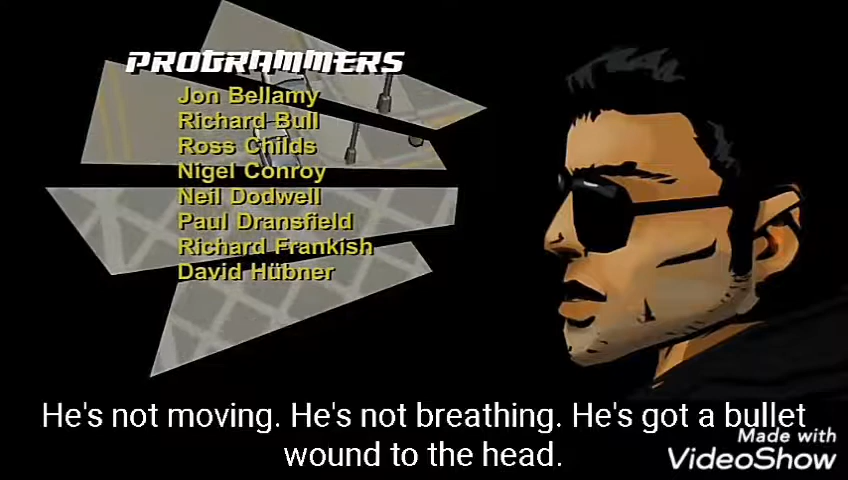 PROGRAMMERS
Jon Bellamy
Richard Bull
Ross Childs
Nigel Conroy
Neil Dodwell
Paul Dransfield
Richard Frankish
David Hübner
He's not moving. He's not breathing. He's got a bullet
wound to the head.
Made with
VideoShow